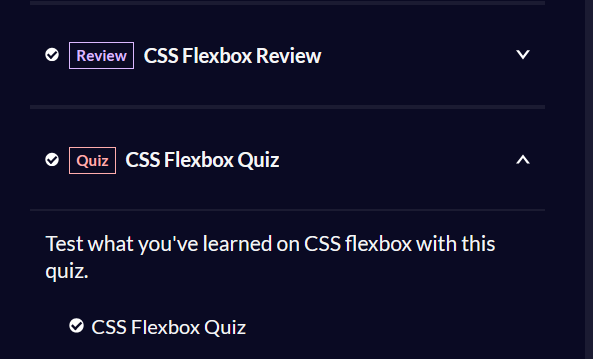 Review CSS Flexbox Review
Quiz CSS Flexbox Quiz
Test what you've learned on CSS flexbox with this
quiz.
CSS Flexbox Quiz